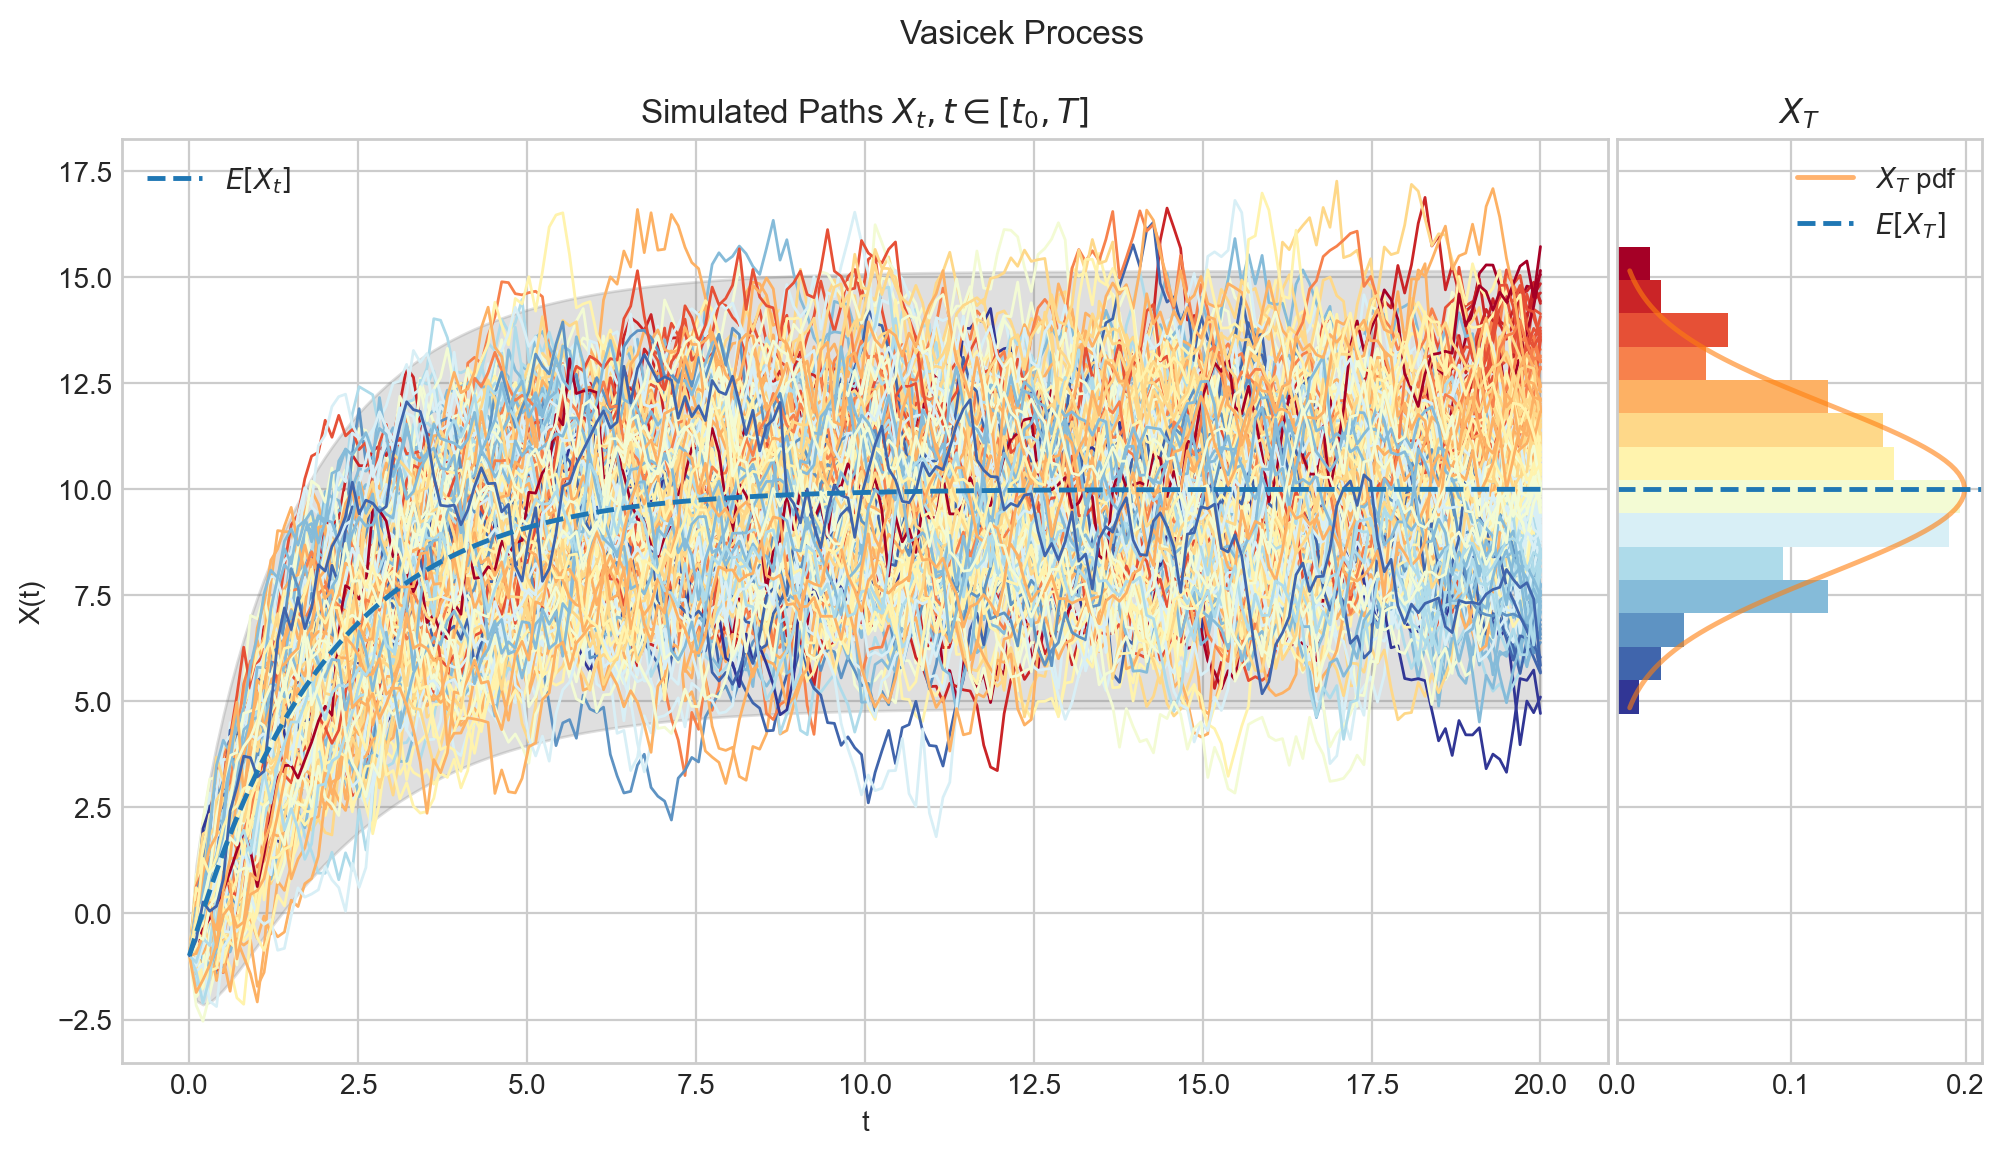 Vasicek Process
Simulated Paths $X_t, t \in [t_0, T]$
$X_T$
17.5
15.0
12.5
10.0
7.5
5.0
2.5
0.0
−2.5
X(t)
$E[X_t]$
$X_T$ pdf
$E[X_T]$
0.0 2.5 5.0 7.5 10.0 12.5 15.0 17.5 20.0
0.0 0.1 0.2
t